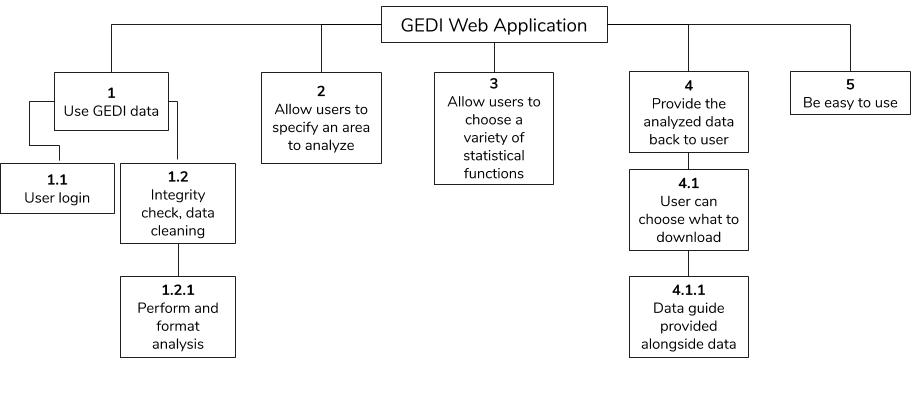 GEDI Web Application
1
Use GEDI data
2
Allow users to
specify an area
to analyze
3
Allow users to
choose a
variety of
statistical
functions
4
Provide the
analyzed data
back to user
5
Be easy to use
1.1
User login
1.2
Integrity
check, data
cleaning
4.1
User can
choose what to
download
1.2.1
Perform and
format
analysis
4.1.1
Data guide
provided
alongside data